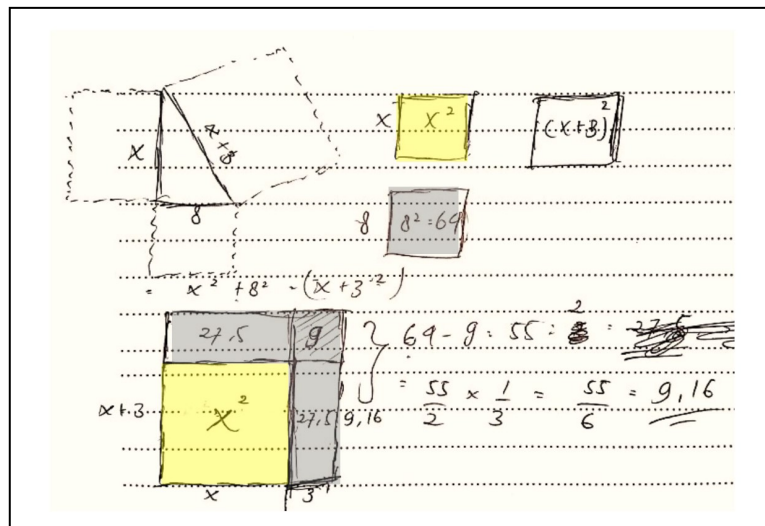 x
x+3
8
x x²
(x+3)²
8 8²=64
= x² + 8² = (x + 3²)
27,5 9
64 - 9 : 55 : 2 =
x+3 x² 27,5 9,16
= 55/2 × 1/3 = 55/6 = 9,16
x 3